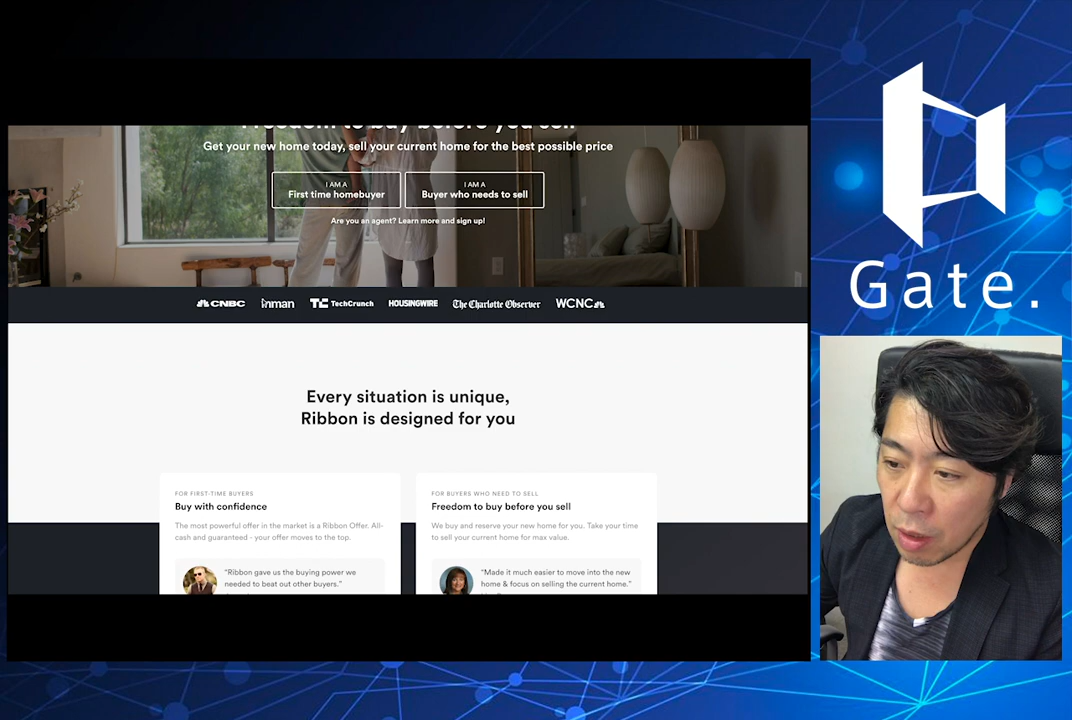 Freedom to buy before you sell
Get your new home today, sell your current home for the best possible price
I AM A
First time homebuyer
I AM A
Buyer who needs to sell
Are you an agent? Learn more and sign up!
CNBC
inman
TC TechCrunch
HOUSINGWIRE
The Charlotte Observer
WCNC
Every situation is unique,
Ribbon is designed for you
FOR FIRST-TIME BUYERS
Buy with confidence
The most powerful offer in the market is a Ribbon Offer. All-
cash and guaranteed - your offer moves to the top.
"Ribbon gave us the buying power we
needed to beat out other buyers."
FOR BUYERS WHO NEED TO SELL
Freedom to buy before you sell
We buy and reserve your new home for you. Take your time
to sell your current home for max value.
"Made it much easier to move into the new
home & focus on selling the current home."
Gate.